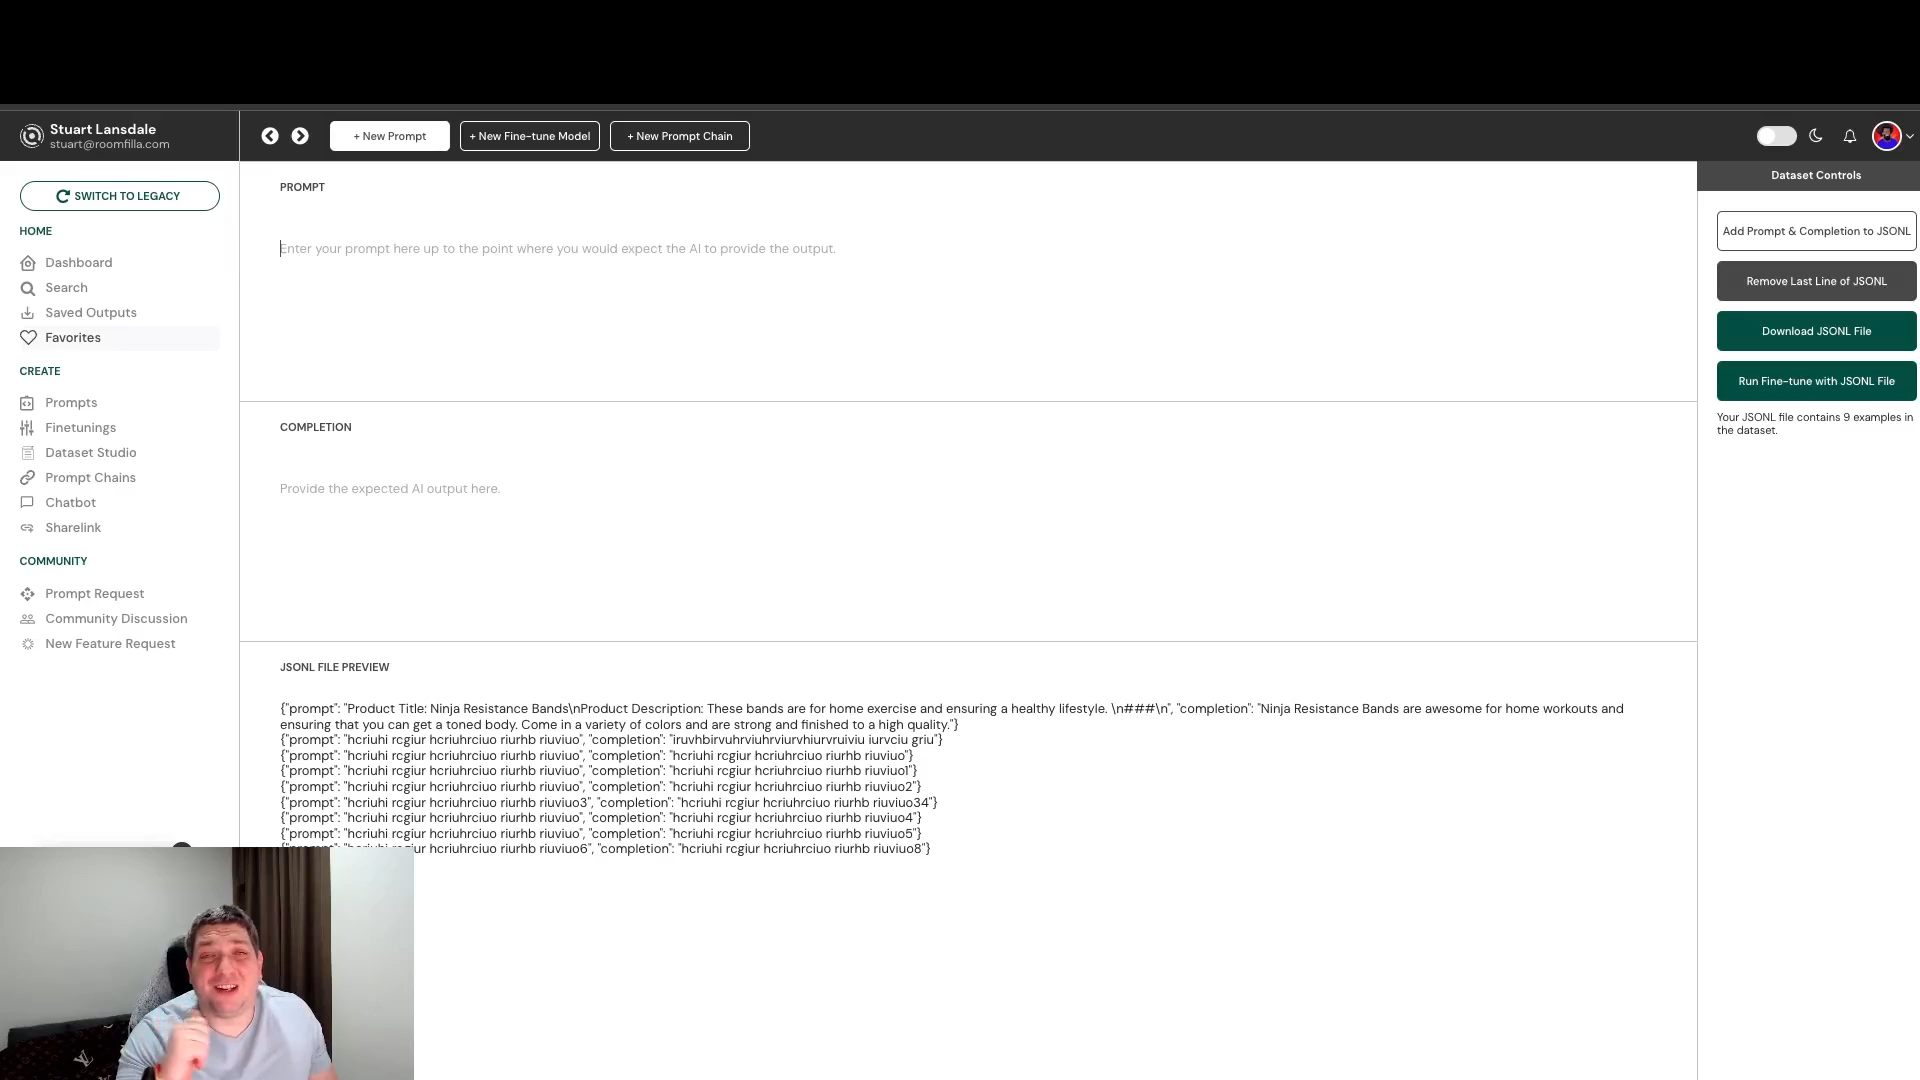 Stuart Lansdale
stuart@roomfilla.com
+ New Prompt
+ New Fine-tune Model
+ New Prompt Chain
SWITCH TO LEGACY
HOME
Dashboard
Search
Saved Outputs
Favorites
CREATE
Prompts
Finetunings
Dataset Studio
Prompt Chains
Chatbot
Sharelink
COMMUNITY
Prompt Request
Community Discussion
New Feature Request
PROMPT
Enter your prompt here up to the point where you would expect the AI to provide the output.
COMPLETION
Provide the expected AI output here.
JSONL FILE PREVIEW
{"prompt": "Product Title: Ninja Resistance Bands\nProduct Description: These bands are for home exercise and ensuring a healthy lifestyle. \n###\n", "completion": "Ninja Resistance Bands are awesome for home workouts and
ensuring that you can get a toned body. Come in a variety of colors and are strong and finished to a high quality."}
{"prompt": "hcriuhi rcgiur hcriuhrciuo riurhb riuviuo", "completion": "iruvhbirvuhrviuhrviurvhiurvruiviu iurvciu griu"}
{"prompt": "hcriuhi rcgiur hcriuhrciuo riurhb riuviuo", "completion": "hcriuhi rcgiur hcriuhrciuo riurhb riuviuo"}
{"prompt": "hcriuhi rcgiur hcriuhrciuo riurhb riuviuo", "completion": "hcriuhi rcgiur hcriuhrciuo riurhb riuviuo1"}
{"prompt": "hcriuhi rcgiur hcriuhrciuo riurhb riuviuo", "completion": "hcriuhi rcgiur hcriuhrciuo riurhb riuviuo2"}
{"prompt": "hcriuhi rcgiur hcriuhrciuo riurhb riuviuo3", "completion": "hcriuhi rcgiur hcriuhrciuo riurhb riuviuo34"}
{"prompt": "hcriuhi rcgiur hcriuhrciuo riurhb riuviuo", "completion": "hcriuhi rcgiur hcriuhrciuo riurhb riuviuo4"}
{"prompt": "hcriuhi rcgiur hcriuhrciuo riurhb riuviuo", "completion": "hcriuhi rcgiur hcriuhrciuo riurhb riuviuo5"}
hcriuhrciuo riurhb riuviuo6", "completion": "hcriuhi rcgiur hcriuhrciuo riurhb riuviuo8"}
Dataset Controls
Add Prompt & Completion to JSONL
Remove Last Line of JSONL
Download JSONL File
Run Fine-tune with JSONL File
Your JSONL file contains 9 examples in
the dataset.